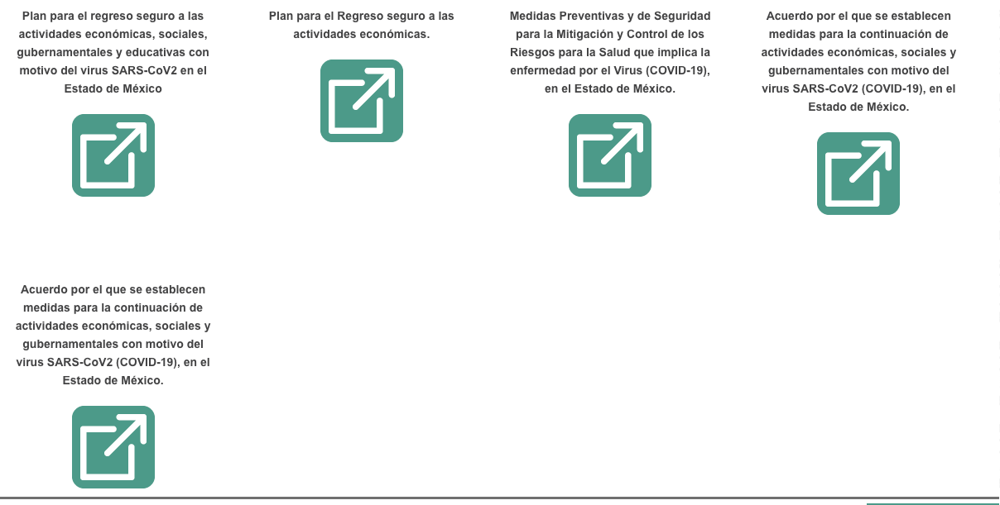 Plan para el regreso seguro a las
actividades económicas, sociales,
gubernamentales y educativas con
motivo del virus SARS-CoV2 en el
Estado de México
Plan para el Regreso seguro a las
actividades económicas.
Medidas Preventivas y de Seguridad
para la Mitigación y Control de los
Riesgos para la Salud que implica la
enfermedad por el Virus (COVID-19),
en el Estado de México.
Acuerdo por el que se establecen
medidas para la continuación de
actividades económicas, sociales y
gubernamentales con motivo del
virus SARS-CoV2 (COVID-19), en el
Estado de México.
Acuerdo por el que se establecen
medidas para la continuación de
actividades económicas, sociales y
gubernamentales con motivo del
virus SARS-CoV2 (COVID-19), en el
Estado de México.